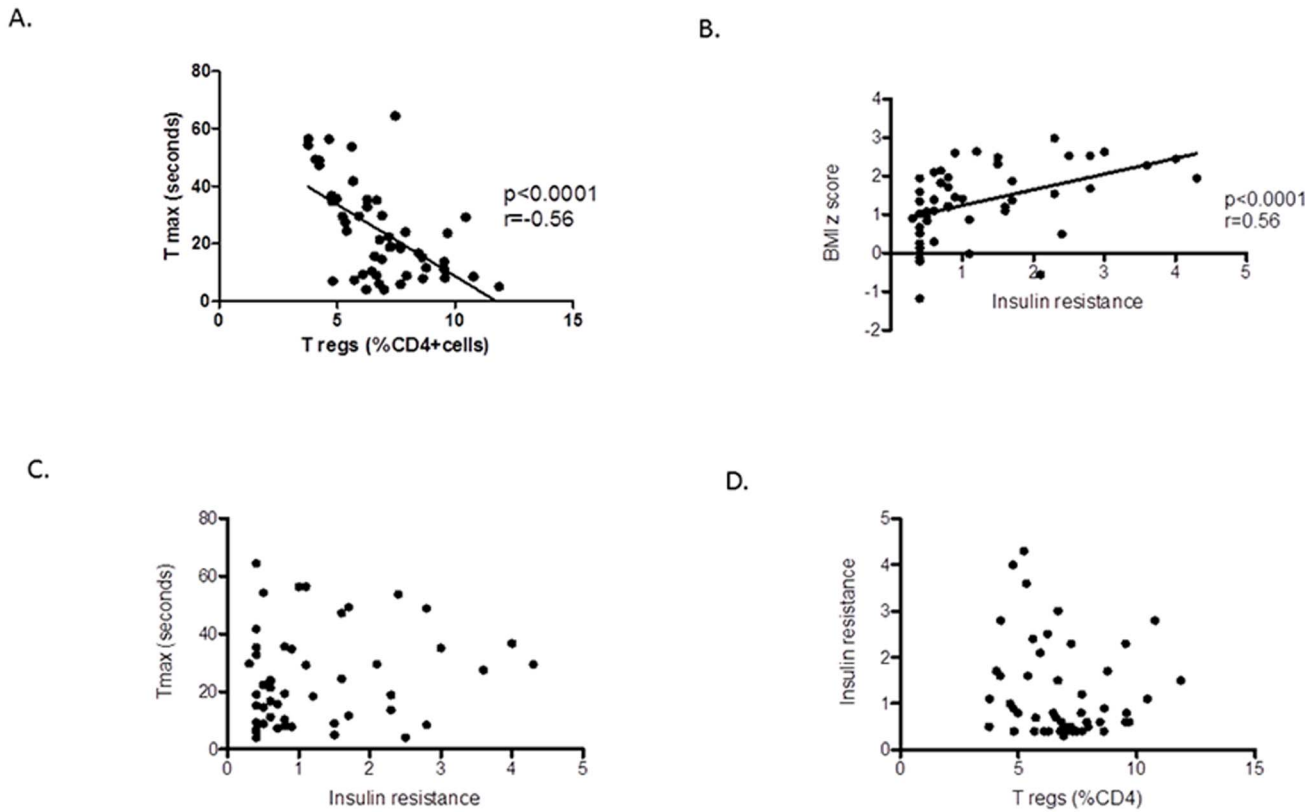 A.
80
60
40
20
0
T max (seconds)
p<0.0001
r=-0.56
0 5 10 15
T regs (%CD4+cells)
B.
4
3
2
1
0
-1
-2
BMI z score
p<0.0001
r=0.56
1 2 3 4 5
Insulin resistance
C.
80
60
40
20
0
Tmax (seconds)
0 1 2 3 4 5
Insulin resistance
D.
5
4
3
2
1
0
Insulin resistance
0 5 10 15
T regs (%CD4)